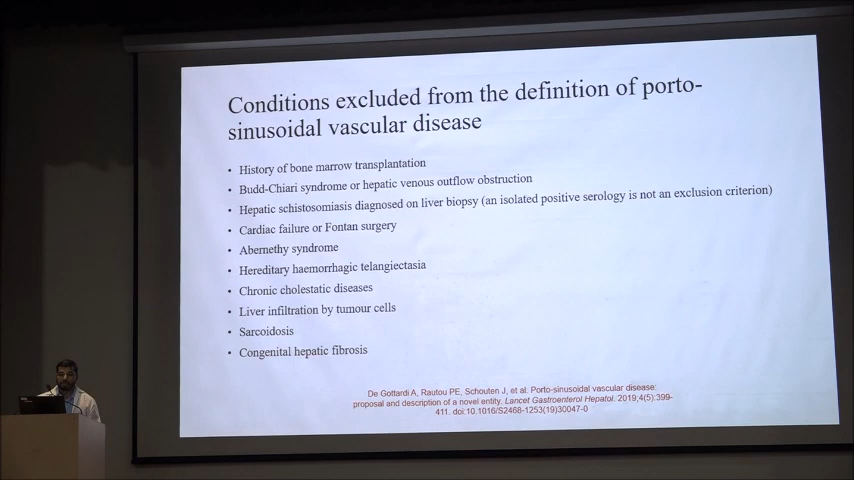 Conditions excluded from the definition of porto-
sinusoidal vascular disease
• History of bone marrow transplantation
• Budd-Chiari syndrome or hepatic venous outflow obstruction
• Hepatic schistosomiasis diagnosed on liver biopsy (an isolated positive serology is not an exclusion criterion)
• Cardiac failure or Fontan surgery
• Abernethy syndrome
• Hereditary haemorrhagic telangiectasia
• Chronic cholestatic diseases
• Liver infiltration by tumour cells
• Sarcoidosis
• Congenital hepatic fibrosis
De Gottardi A, Rautou PE, Schouten J, et al. Porto-sinusoidal vascular disease:
proposal and description of a novel entity. Lancet Gastroenterol Hepatol. 2019;4(5):399-
411. doi:10.1016/S2468-1253(19)30047-0